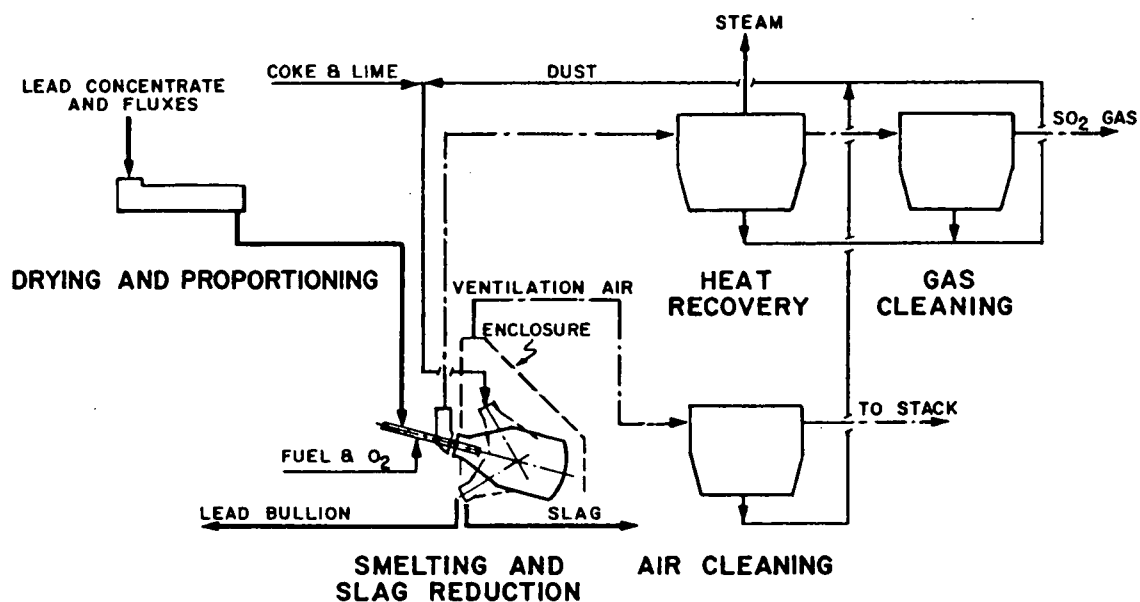 STEAM
COKE & LIME
DUST
LEAD CONCENTRATE
AND FLUXES
SO2 GAS
DRYING AND PROPORTIONING
HEAT
RECOVERY
GAS
CLEANING
VENTILATION AIR
ENCLOSURE
TO STACK
FUEL & O2
LEAD BULLION
SLAG
SMELTING AND
SLAG REDUCTION
AIR CLEANING